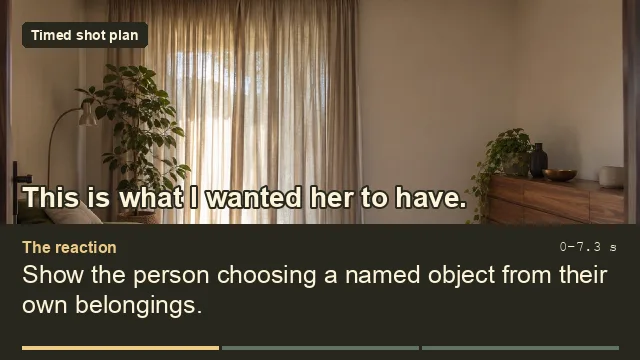 Timed shot plan
This is what I wanted her to have.
The reaction
0–7.3 s
Show the person choosing a named object from their
own belongings.